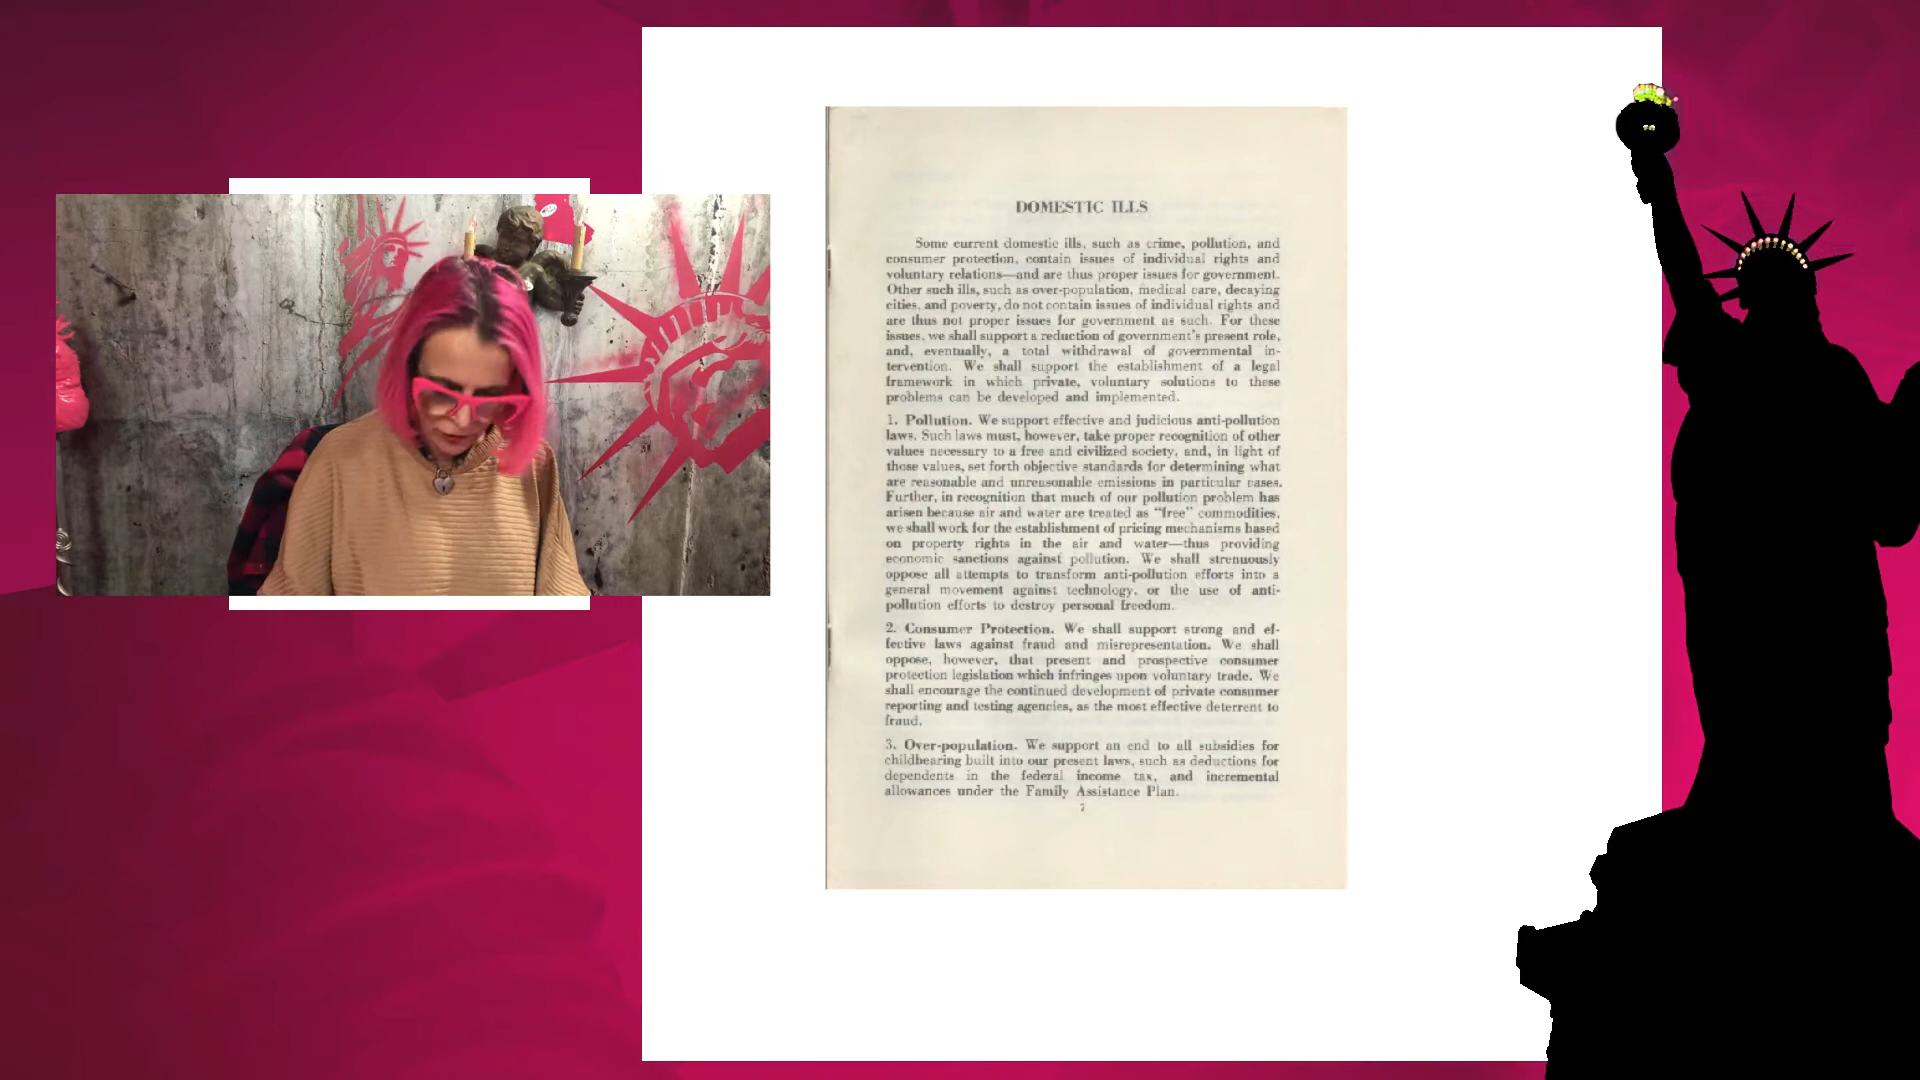 DOMESTIC ILLS
Some current domestic ills, such as crime, pollution, and
consumer protection, contain issues of individual rights and
voluntary relations—and are thus proper issues for government.
Other such ills, such as over-population, medical care, decaying
cities, and poverty, do not contain issues of individual rights and
are thus not proper issues for government as such. For these
issues, we shall support a reduction of government's present role,
and, eventually, a total withdrawal of governmental in-
tervention. We shall support the establishment of a legal
framework in which private, voluntary solutions to these
problems can be developed and implemented.
1. Pollution. We support effective and judicious anti-pollution
laws. Such laws must, however, take proper recognition of other
values necessary to a free and civilized society, and, in light of
those values, set forth objective standards for determining what
are reasonable and unreasonable emissions in particular cases.
Further, in recognition that much of our pollution problem has
arisen because air and water are treated as "free" commodities,
we shall work for the establishment of pricing mechanisms based
on property rights in the air and water—thus providing
economic sanctions against pollution. We shall strenuously
oppose all attempts to transform anti-pollution efforts into a
general movement against technology, or the use of anti-
pollution efforts to destroy personal freedom.
2. Consumer Protection. We shall support strong and ef-
fective laws against fraud and misrepresentation. We shall
oppose, however, that present and prospective consumer
protection legislation which infringes upon voluntary trade. We
shall encourage the continued development of private consumer
reporting and testing agencies, as the most effective deterrent to
fraud.
3. Over-population. We support an end to all subsidies for
childbearing built into our present laws, such as deductions for
dependents in the federal income tax, and incremental
allowances under the Family Assistance Plan.
7